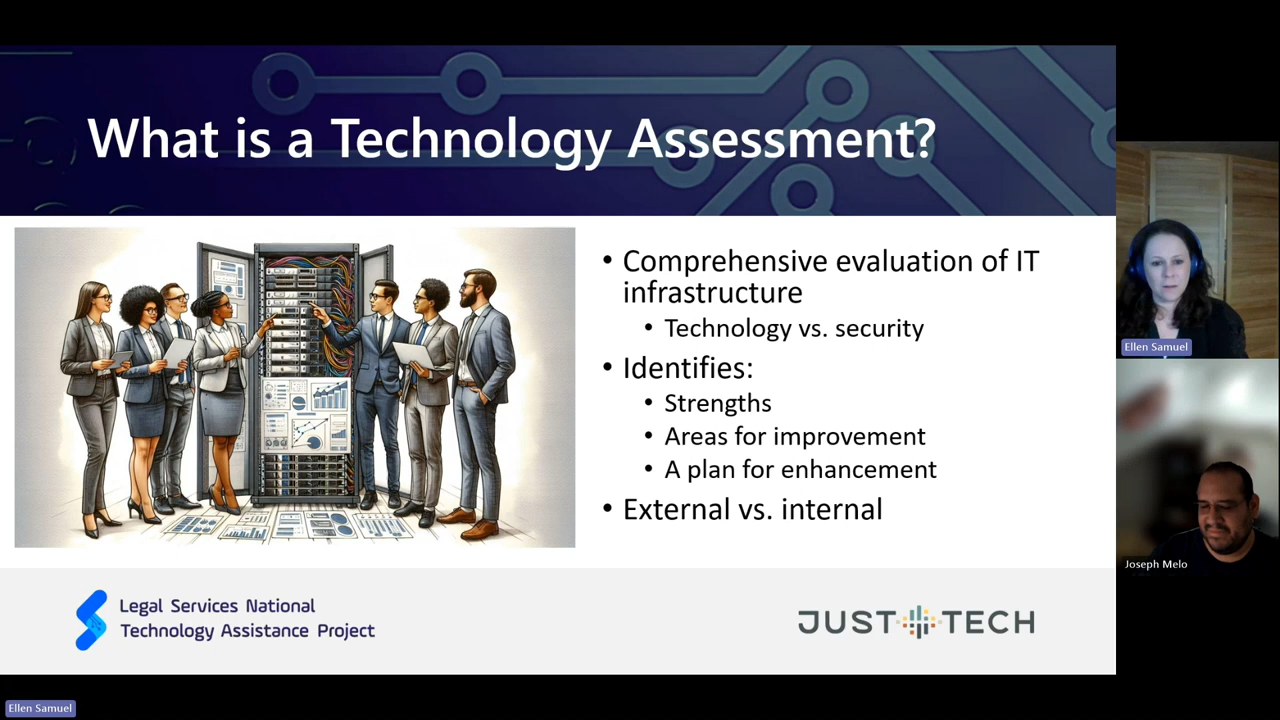 What is a Technology Assessment?
• Comprehensive evaluation of IT
infrastructure
• Technology vs. security
• Identifies:
• Strengths
• Areas for improvement
• A plan for enhancement
• External vs. internal
Legal Services National
Technology Assistance Project
JUST TECH
Ellen Samuel
Joseph Melo
Ellen Samuel